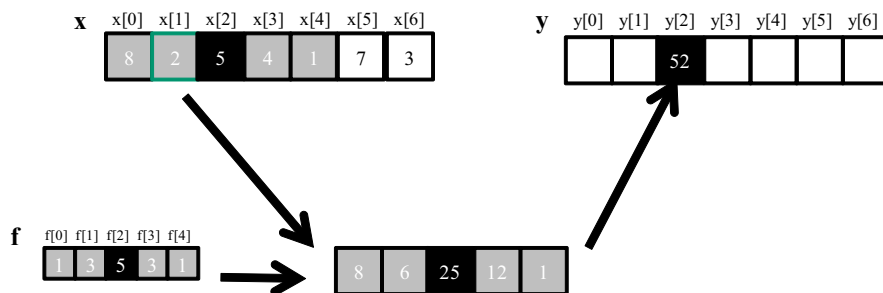 x x[0] x[1] x[2] x[3] x[4] x[5] x[6]
8 2 5 4 1 7 3
y y[0] y[1] y[2] y[3] y[4] y[5] y[6]
52
f f[0] f[1] f[2] f[3] f[4]
1 3 5 3 1
8 6 25 12 1